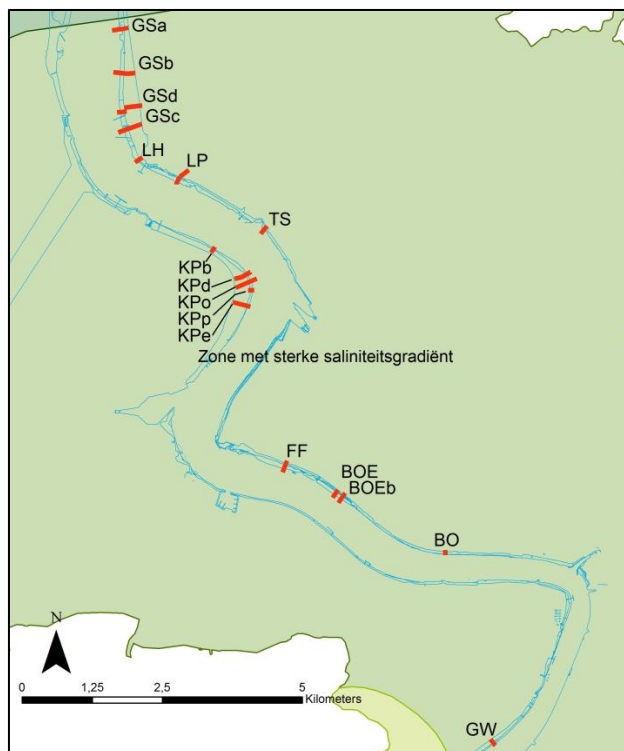 GSa
GSb
GSd
GSc
LH
LP
TS
KPb
KPd
KPo
KPp
KPe
Zone met sterke saliniteitsgradiënt
FF
BOE
BOEb
BO
N
0 1,25 2,5 5
Kilometers
GW